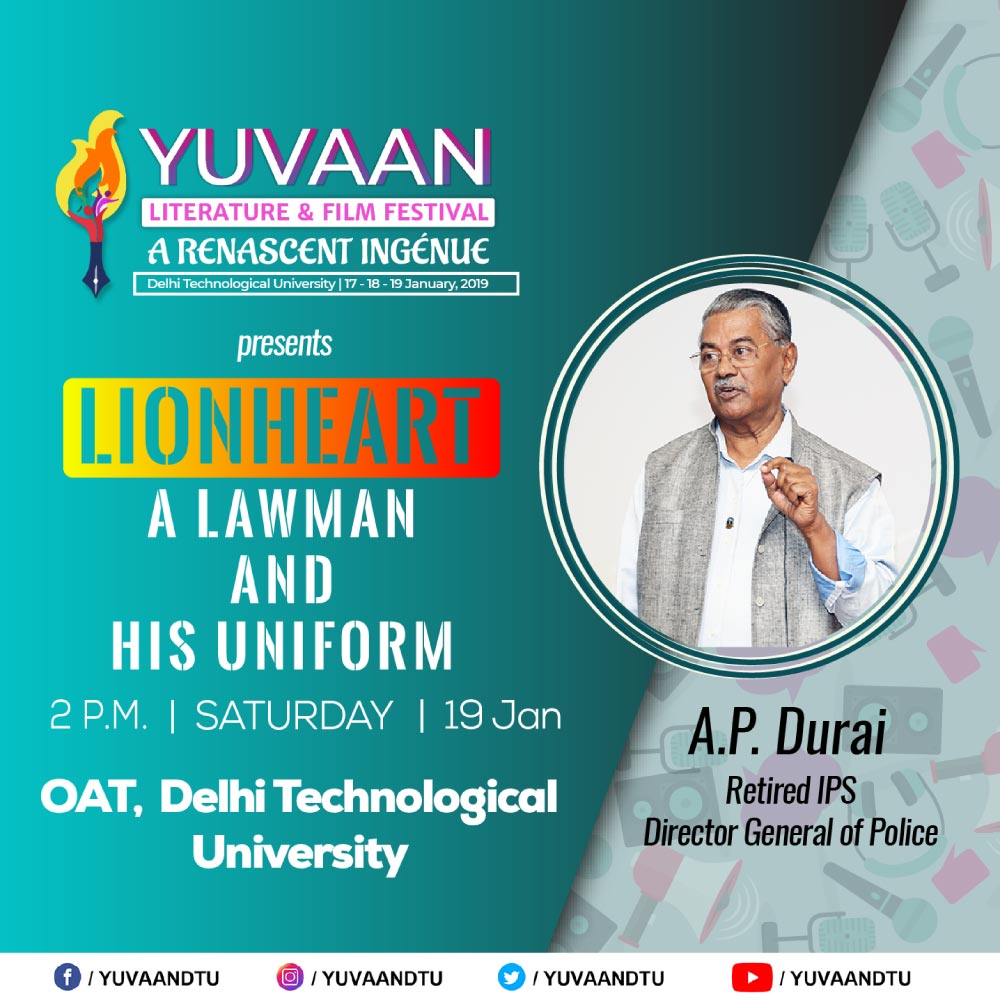 YUVAAN
LITERATURE & FILM FESTIVAL
A RENASCENT INGÉNUE
Delhi Technological University | 17 - 18 - 19 January, 2019
presents
LIONHEART
A LAWMAN
AND
HIS UNIFORM
2 P.M. | SATURDAY | 19 Jan
OAT, Delhi Technological
University
A.P. Durai
Retired IPS
Director General of Police
/ YUVAANDTU / YUVAANDTU / YUVAANDTU / YUVAANDTU